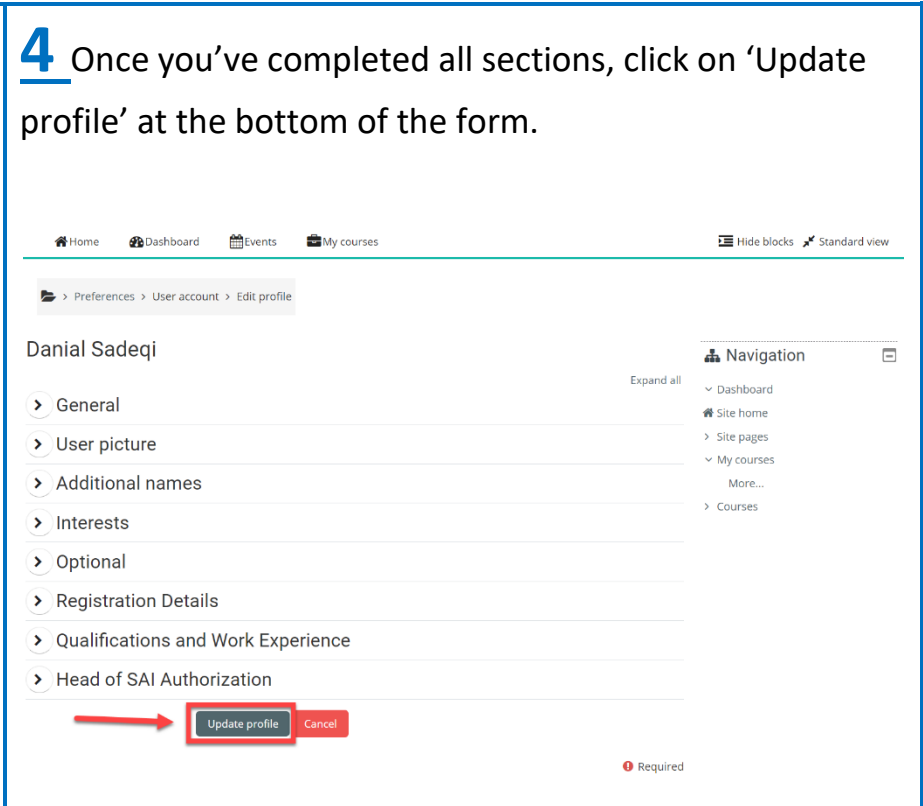 4 Once you’ve completed all sections, click on ‘Update
profile’ at the bottom of the form.
Home Dashboard Events My courses Hide blocks Standard view
> Preferences > User account > Edit profile
Danial Sadeqi
Expand all
General
User picture
Additional names
Interests
Optional
Registration Details
Qualifications and Work Experience
Head of SAI Authorization
Update profile Cancel
Required
Navigation
Dashboard
Site home
Site pages
My courses
More...
Courses